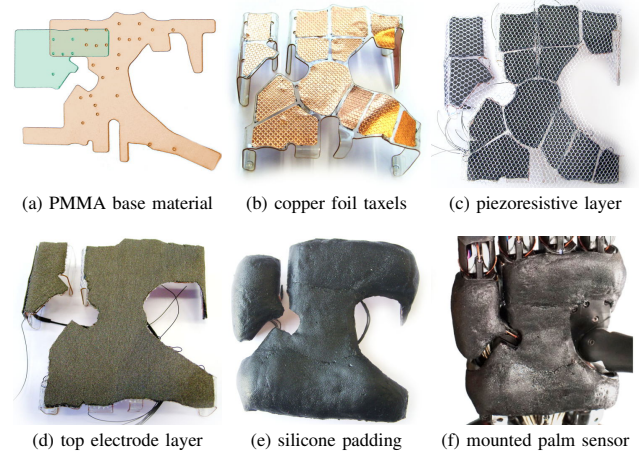 (a) PMMA base material
(b) copper foil taxels
(c) piezoresistive layer
(d) top electrode layer
(e) silicone padding
(f) mounted palm sensor